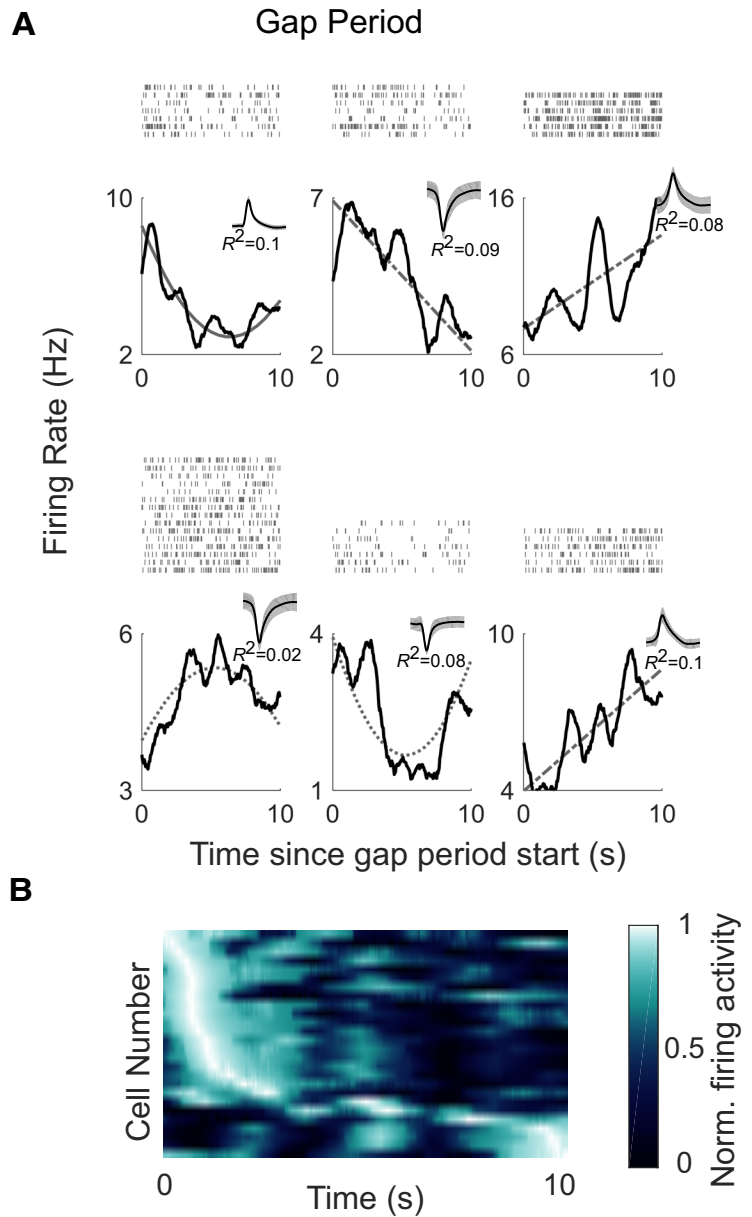 A
Gap Period
Firing Rate (Hz)
10
R2=0.1
2
0
10
7
R2=0.09
2
0
10
16
R2=0.08
6
0
10
6
R2=0.02
3
0
10
4
R2=0.08
1
0
10
10
R2=0.1
4
0
10
Time since gap period start (s)
B
Cell Number
0
10
Time (s)
1
0.5
0
Norm. firing activity